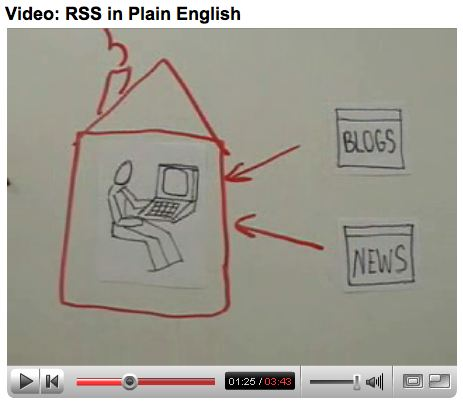 Video: RSS in Plain English
BLOGS
NEWS
01:25 / 03:43